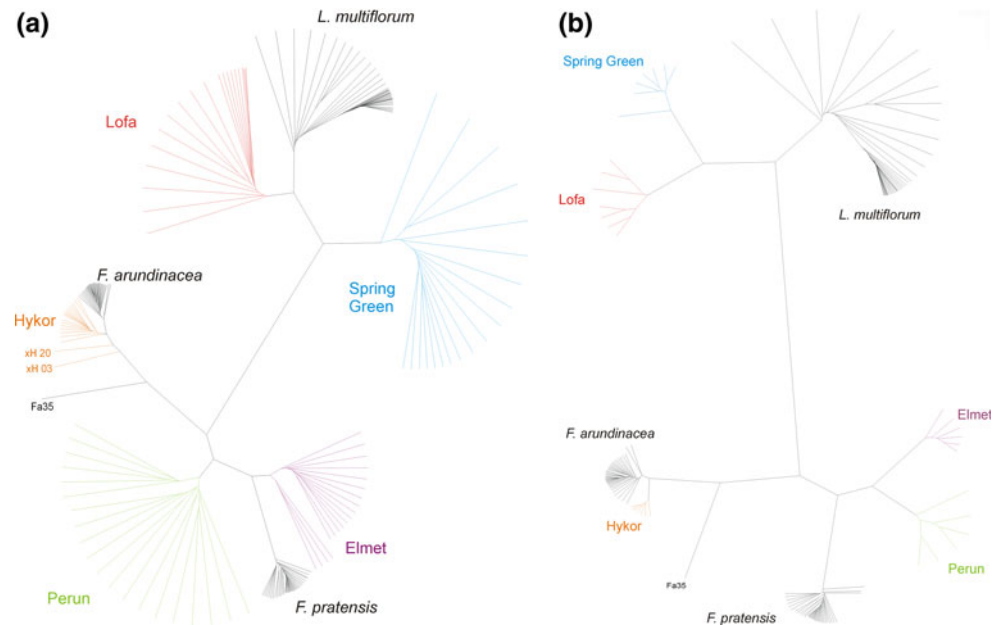 (a)
L. multiflorum
Lofa
F. arundinacea
Hykor
xH 20
xH 03
Fa35
Spring
Green
Perun
Elmet
F. pratensis
(b)
Spring Green
Lofa
L. multiflorum
F. arundinacea
Hykor
Fa35
Elmet
Perun
F. pratensis